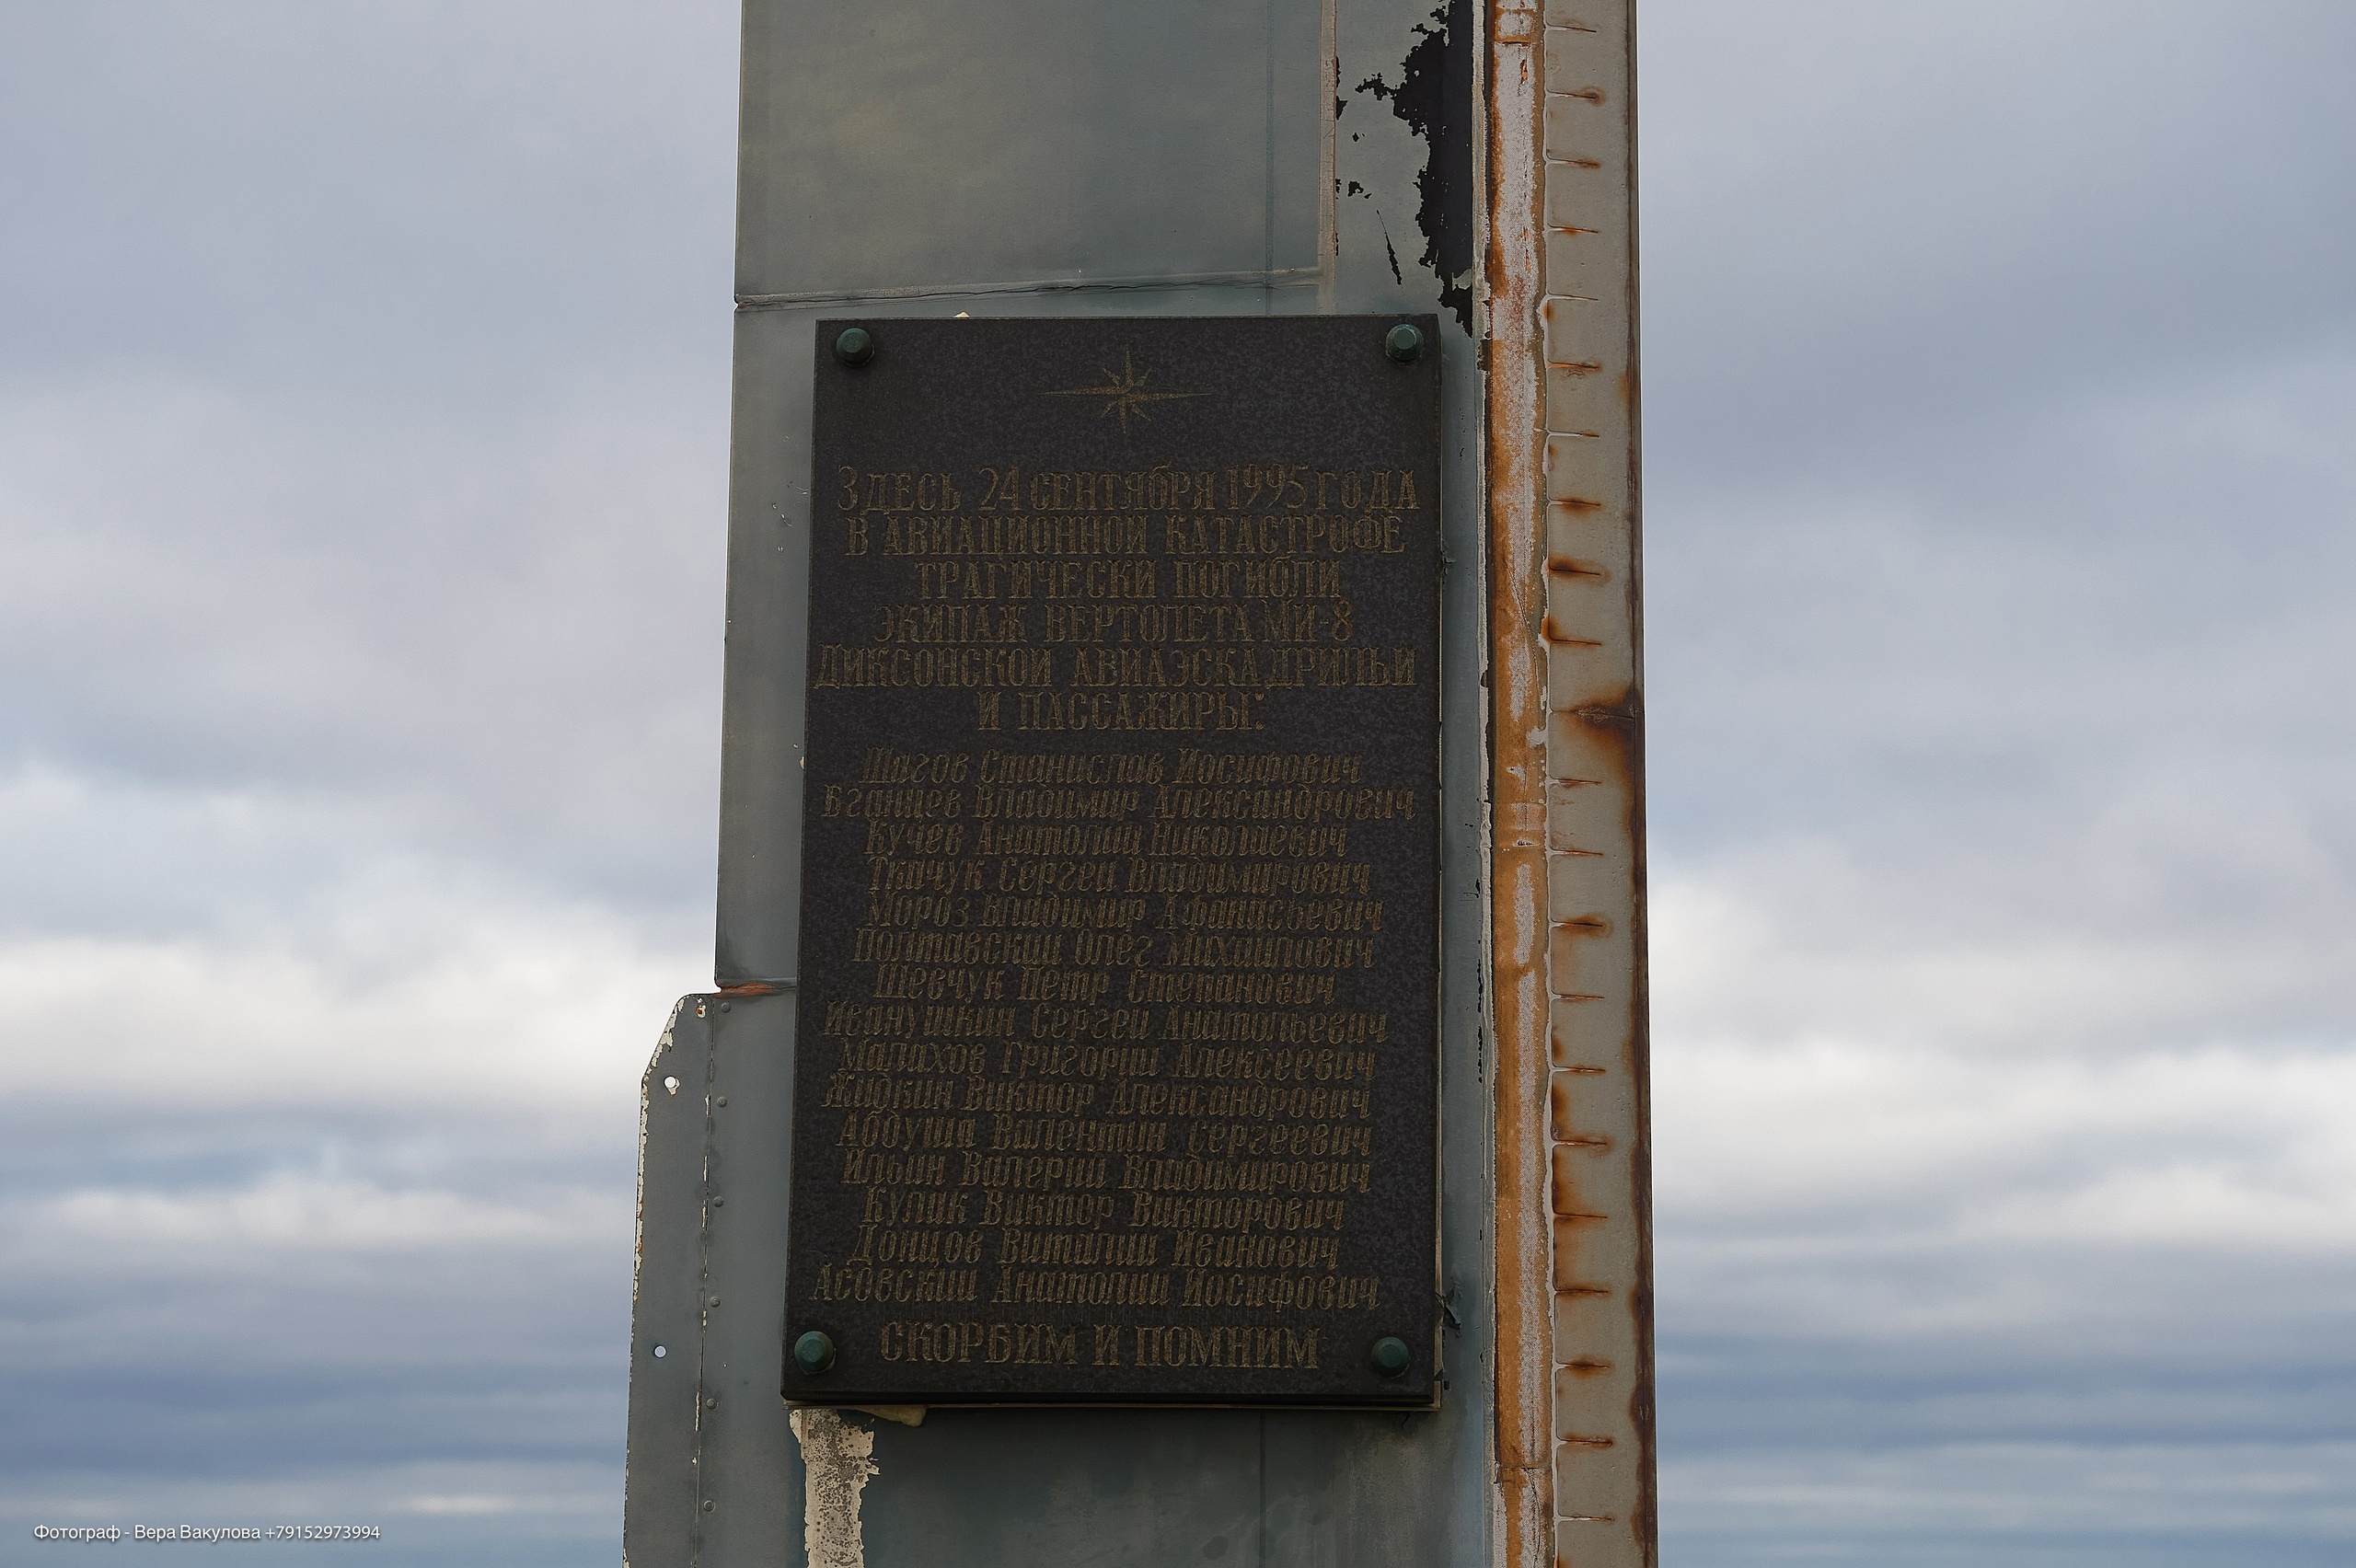 ЗДЕСЬ 24 СЕНТЯБРЯ 1995 ГОДА
В АВИАЦИОННОЙ КАТАСТРОФЕ
ТРАГИЧЕСКИ ПОГИБЛИ
ЭКИПАЖ ВЕРТОЛЕТА МИ-8
ДИКСОНСКОЙ АВИАЭСКАДРИЛЬИ
И ПАССАЖИРЫ:
Шагов Станислав Иосифович
Владимир Александрович
Кучев Анатолий Николаевич
Ткачук Сергей Владимирович
Мороз Владимир Афанасьевич
Полтавский Олег Михайлович
Шевчук Петр Степанович
Иванушкин Сергей Анатольевич
Малахов Григорий Алексеевич
Жидкин Виктор Александрович
Валентин Сергеевич
Ильин Валерий Владимирович
Кулик Виктор Викторович
Донцов Виталий Иванович
Анатолий Иосифович
СКОРБИМ И ПОМНИМ
Фотограф - Вера Вакулова +79152973994